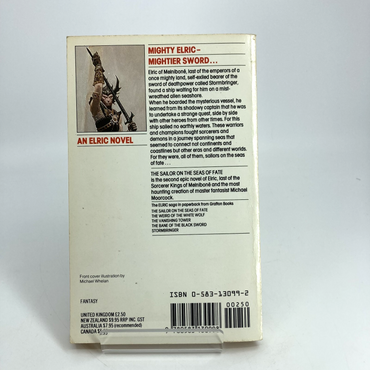 MIGHTY ELRIC –
MIGHTIER SWORD...
Elric of Melniboné, last of the emperors of a
once mighty land, self-exiled bearer of the
sword of deathpower called Stormbringer,
found a ship waiting for him on a mist-
wreathed alien seashore.
When he boarded the mysterious vessel, he
learned from its shadowy captain that he was
to undertake a strange quest, side by side
with other heroes from other times. For this
ship sailed no earthly waters. These warriors
and champions fought sorcerers and
demons in a journey spanning seas that
seemed to connect not continents and
coastlines but other eras and different worlds.
For they were, all of them, sailors on the seas
of fate...
AN ELRIC NOVEL
THE SAILOR ON THE SEAS OF FATE
is the second epic novel of Elric, last of the
Sorcerer Kings of Melniboné and the most
haunting creation of master fantasist Michael
Moorcock.
The ELRIC saga in paperback from Grafton Books
THE SAILOR ON THE SEAS OF FATE
THE WEIRD OF THE WHITE WOLF
THE VANISHING TOWER
THE BANE OF THE BLACK SWORD
STORMBRINGER
Front cover illustration by
Michael Whelan
FANTASY
UNITED KINGDOM £2.50
NEW ZEALAND $9.95 RRP INC. GST
AUSTRALIA $7.95 (recommended)
CANADA
ISBN 0-583-13099-2
00250